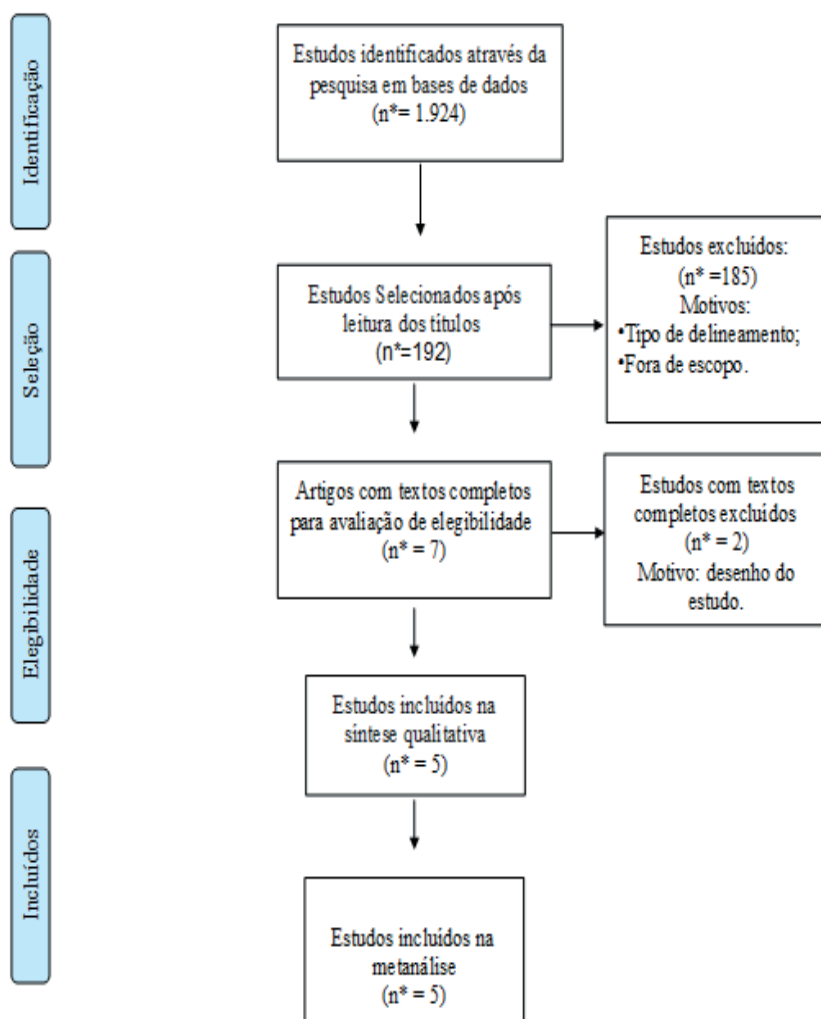 Identificação
Estudos identificados através da
pesquisa em bases de dados
(n*= 1.924)
Seleção
Estudos Selecionados após
leitura dos títulos
(n*=192)
Estudos excluídos:
(n* =185)
Motivos:
•Tipo de delineamento;
•Fora de escopo.
Elegibilidade
Artigos com textos completos
para avaliação de elegibilidade
(n* = 7)
Estudos com textos
completos excluídos
(n* = 2)
Motivo: desenho do
estudo.
Estudos incluídos na
síntese qualitativa
(n* = 5)
Incluídos
Estudos incluídos na
metanálise
(n* = 5)